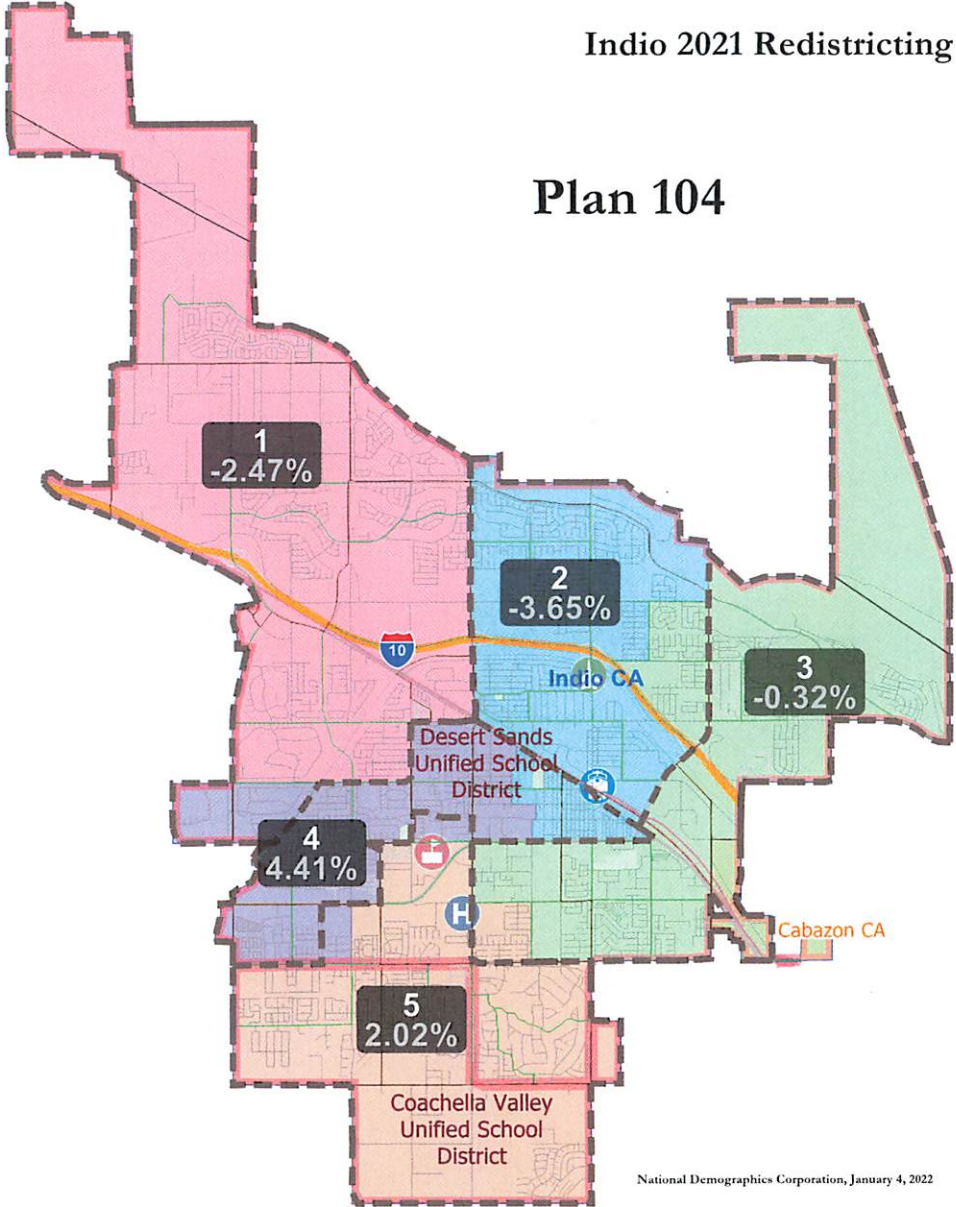 Indio 2021 Redistricting
Plan 104
1
-2.47%
2
-3.65%
10
Indio CA
3
-0.32%
Desert Sands
Unified School
District
4
4.41%
H
Cabazon CA
5
2.02%
Coachella Valley
Unified School
District
National Demographics Corporation, January 4, 2022